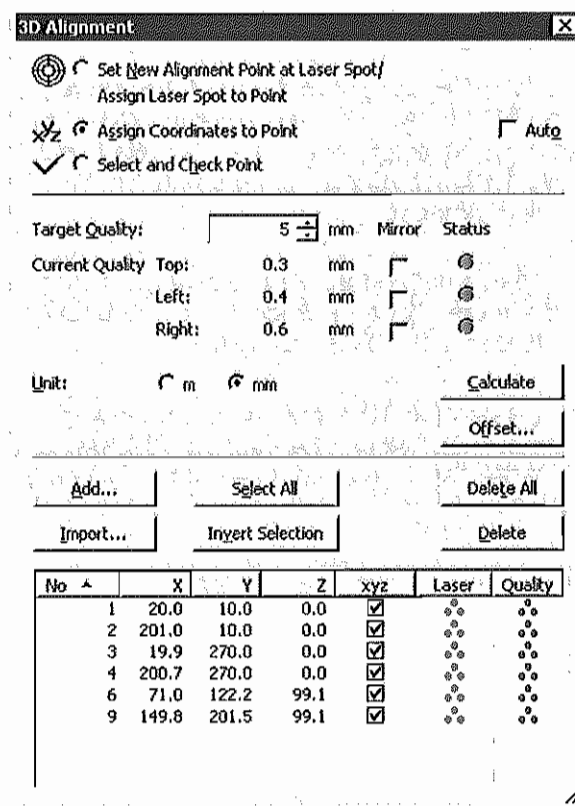 3D Alignment
Set New Alignment Point at Laser Spot/
Assign Laser Spot to Point
xyz Assign Coordinates to Point Auto
Select and Check Point
Target Quality: 5 mm Mirror Status
Current Quality Top: 0.3 mm
Left: 0.4 mm
Right: 0.6 mm
Unit: m mm Calculate
Offset...
Add... Select All Delete All
Import... Invert Selection Delete
No X Y Z xyz Laser Quality
1 20.0 10.0 0.0
2 201.0 10.0 0.0
3 19.9 270.0 0.0
4 200.7 270.0 0.0
6 71.0 122.2 99.1
9 149.8 201.5 99.1